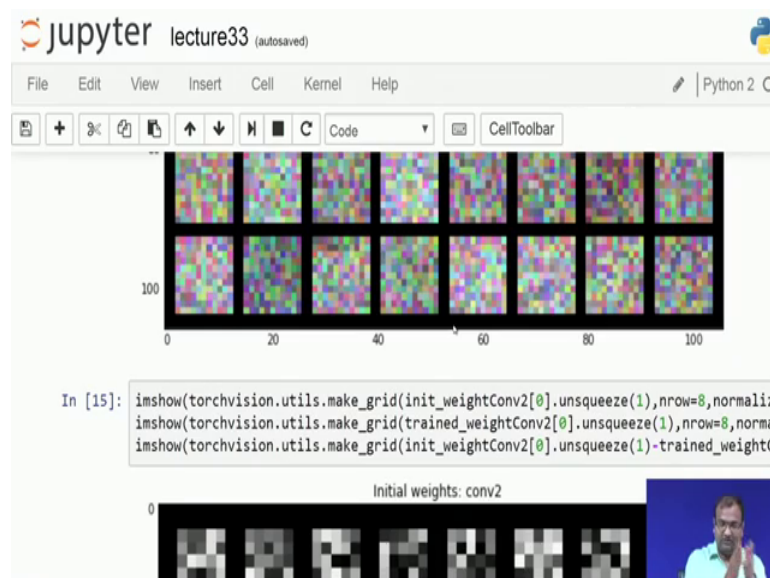 jupyter lecture33 (autosaved)
File Edit View Insert Cell Kernel Help Python 2
Code CellToolbar
100
0 20 40 60 80 100
In [15]: imshow(torchvision.utils.make_grid(init_weightConv2[0].unsqueeze(1),nrow=8,normaliz
imshow(torchvision.utils.make_grid(trained_weightConv2[0].unsqueeze(1),nrow=8,norma
imshow(torchvision.utils.make_grid(init_weightConv2[0].unsqueeze(1)-trained_weightC
Initial weights: conv2
0